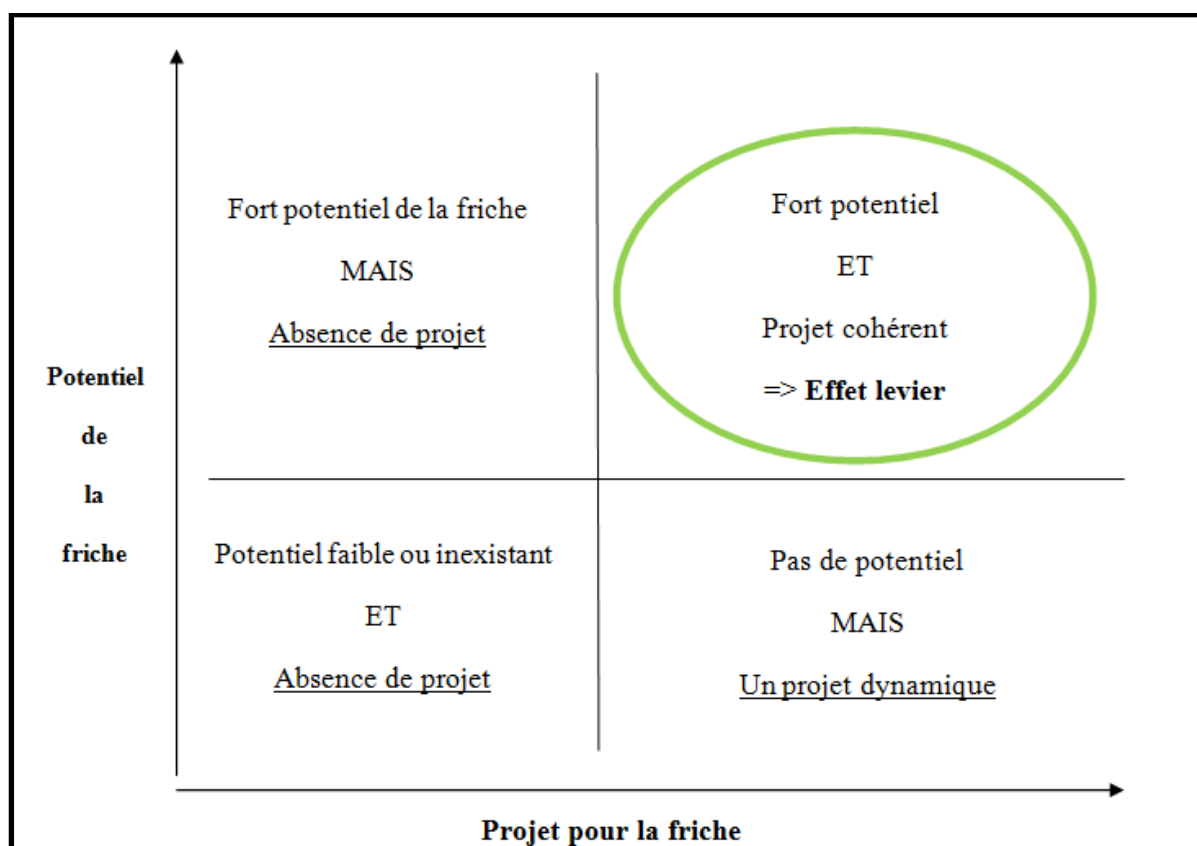 Potentiel
de
la
friche
Fort potentiel de la friche
MAIS
Absence de projet
Fort potentiel
ET
Projet cohérent
=> Effet levier
Potentiel faible ou inexistant
ET
Absence de projet
Pas de potentiel
MAIS
Un projet dynamique
Projet pour la friche